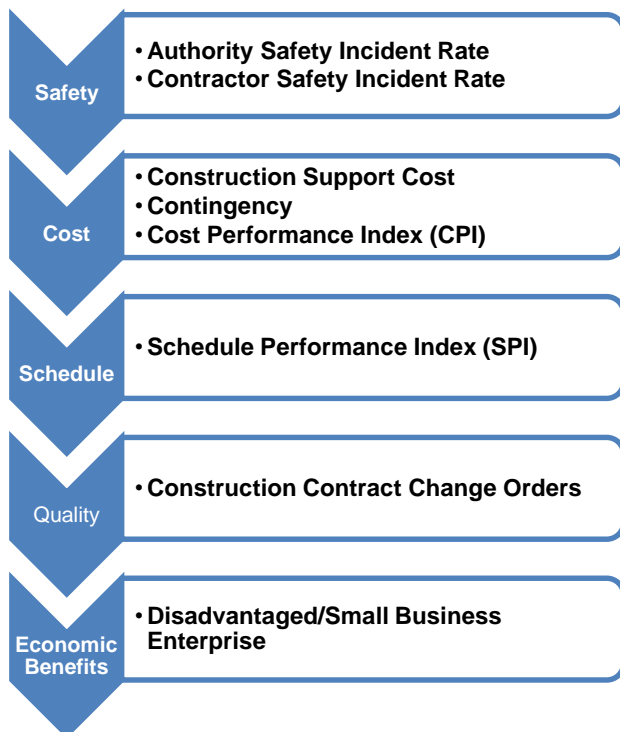 Safety
• Authority Safety Incident Rate
• Contractor Safety Incident Rate
Cost
• Construction Support Cost
• Contingency
• Cost Performance Index (CPI)
Schedule
• Schedule Performance Index (SPI)
Quality
• Construction Contract Change Orders
Economic
Benefits
• Disadvantaged/Small Business
Enterprise